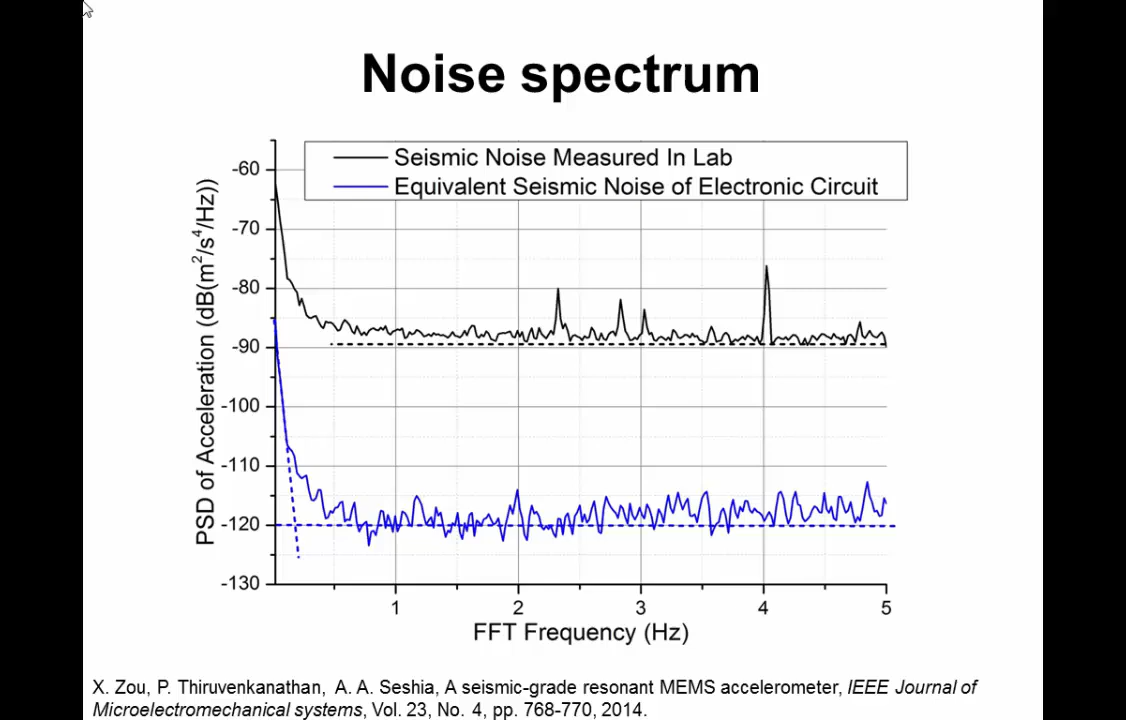 Noise spectrum
Seismic Noise Measured In Lab
Equivalent Seismic Noise of Electronic Circuit
PSD of Acceleration (dB(m²/s⁴/Hz))
-60
-70
-80
-90
-100
-110
-120
-130
1 2 3 4 5
FFT Frequency (Hz)
X. Zou, P. Thiruvenkanathan, A. A. Seshia, A seismic-grade resonant MEMS accelerometer, IEEE Journal of
Microelectromechanical systems, Vol. 23, No. 4, pp. 768-770, 2014.